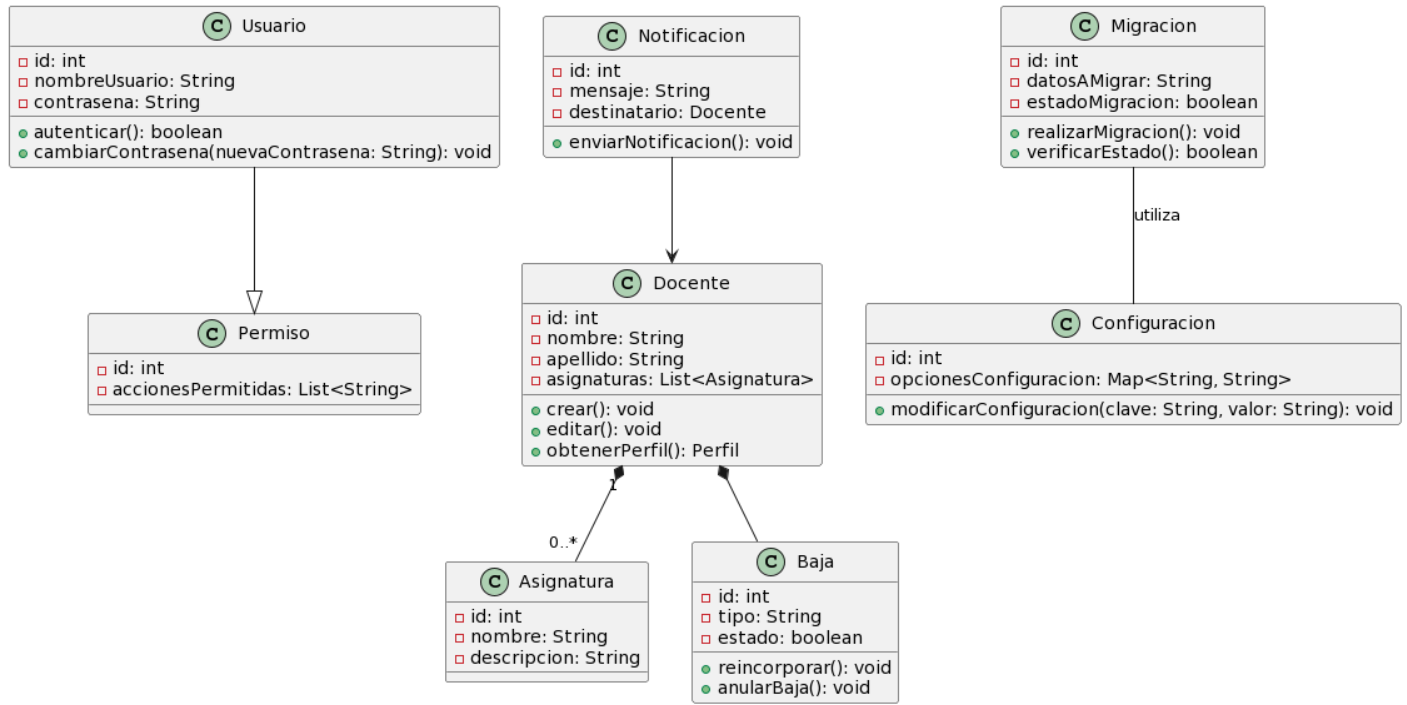 C Usuario
id: int
nombreUsuario: String
contrasena: String
autenticar(): boolean
cambiarContrasena(nuevaContrasena: String): void
C Notificacion
id: int
mensaje: String
destinatario: Docente
enviarNotificacion(): void
C Migracion
id: int
datosAMigrar: String
estadoMigracion: boolean
realizarMigracion(): void
verificarEstado(): boolean
utiliza
C Permiso
id: int
accionesPermitidas: List<String>
C Docente
id: int
nombre: String
apellido: String
asignaturas: List<Asignatura>
crear(): void
editar(): void
obtenerPerfil(): Perfil
C Configuracion
id: int
opcionesConfiguracion: Map<String, String>
modificarConfiguracion(clave: String, valor: String): void
1
0..*
C Asignatura
id: int
nombre: String
descripcion: String
C Baja
id: int
tipo: String
estado: boolean
reincorporar(): void
anularBaja(): void